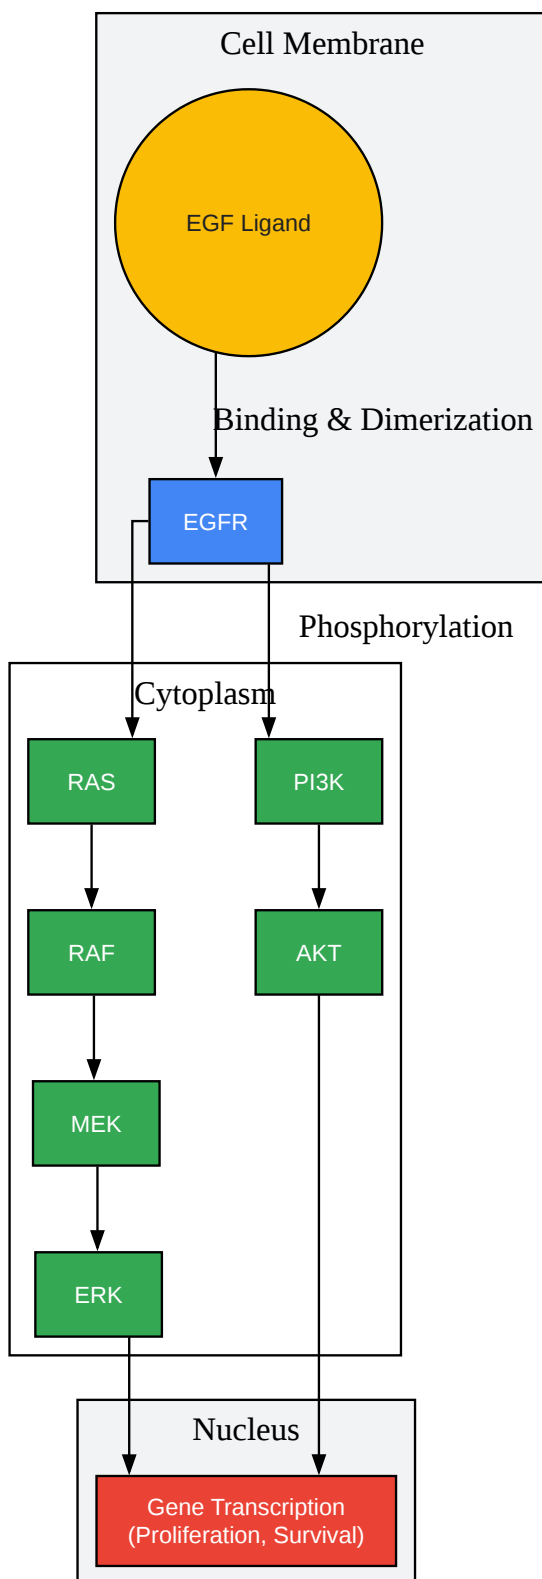 Cell Membrane
EGF Ligand
Binding & Dimerization
EGFR
Phosphorylation
Cytoplasm
RAS
PI3K
RAF
AKT
MEK
ERK
Nucleus
Gene Transcription
(Proliferation, Survival)